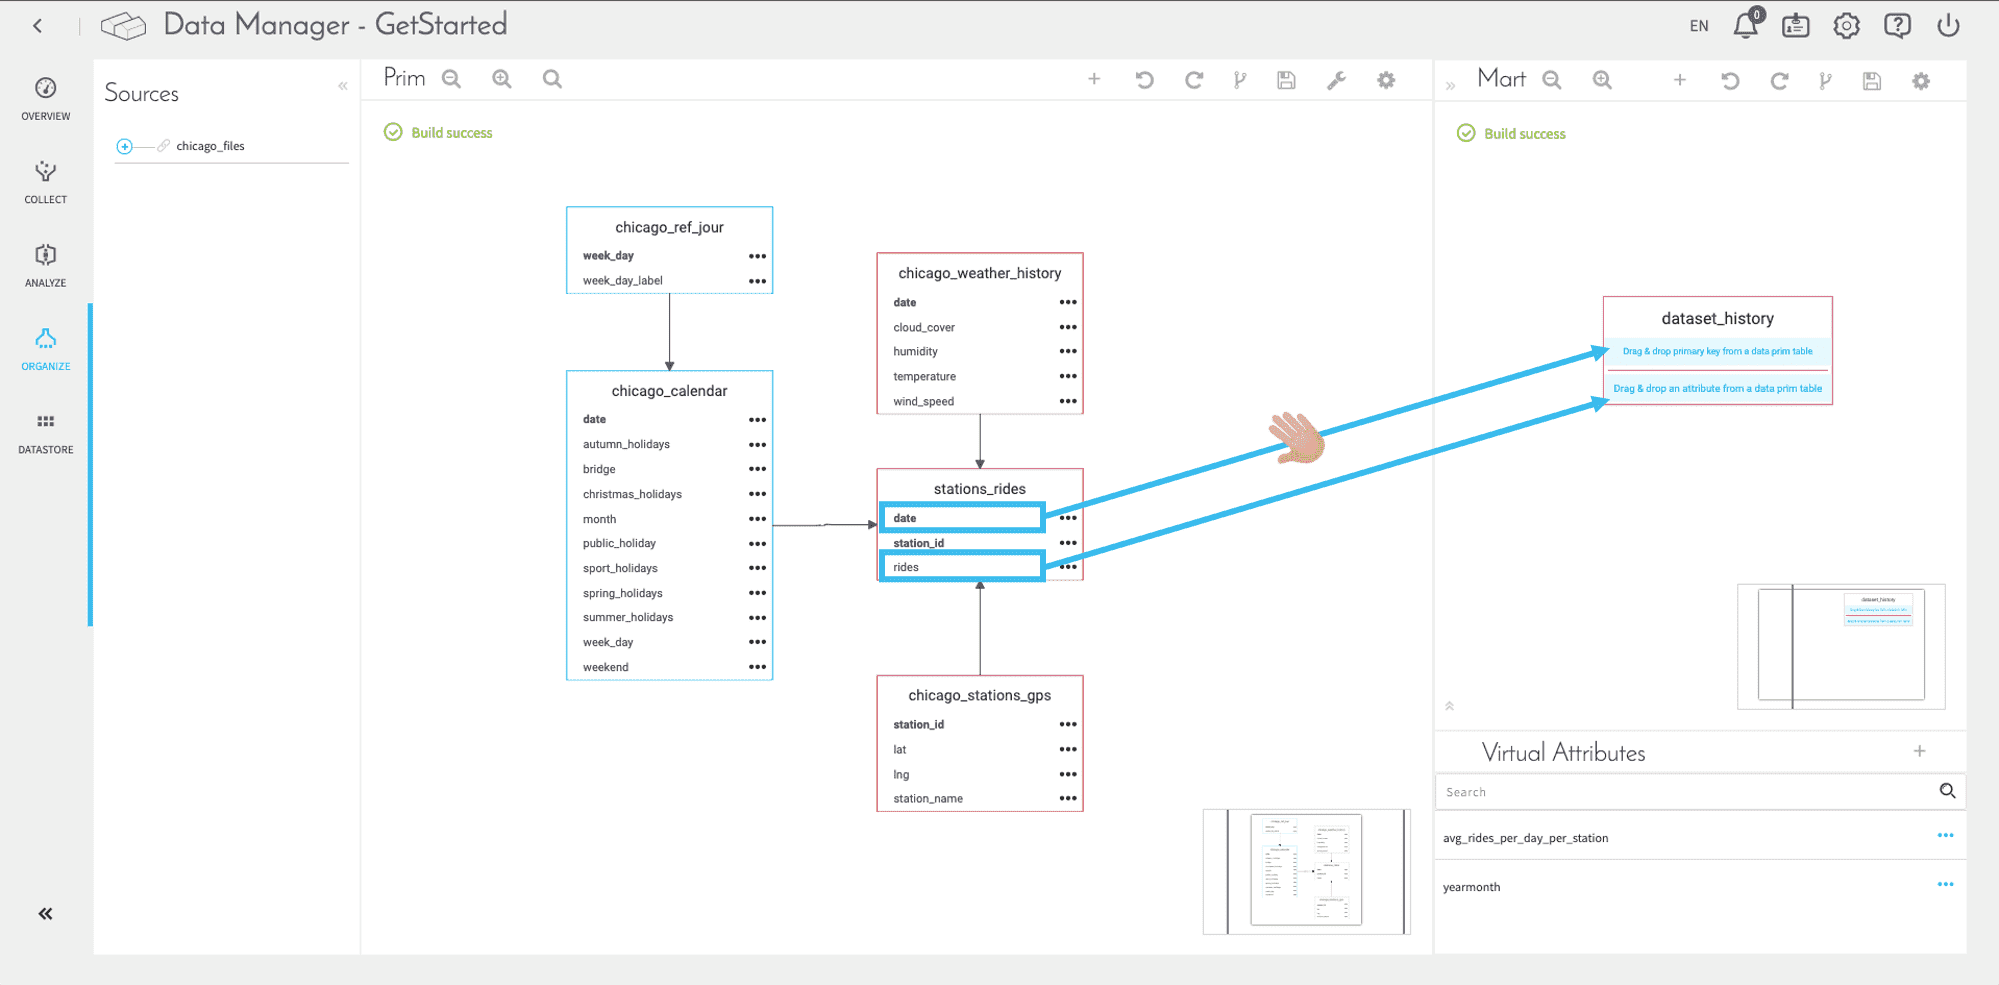 Data Manager - GetStarted
EN
0
OVERVIEW
COLLECT
ANALYZE
ORGANIZE
DATASTORE
Sources
chicago_files
Prim
Build success
chicago_ref_jour
week_day
week_day_label
chicago_calendar
date
autumn_holidays
bridge
christmas_holidays
month
public_holiday
sport_holidays
spring_holidays
summer_holidays
week_day
weekend
chicago_weather_history
date
cloud_cover
humidity
temperature
wind_speed
stations_rides
date
station_id
rides
chicago_stations_gps
station_id
lat
lng
station_name
Mart
Build success
dataset_history
Drag & drop primary key from a data prim table
Drag & drop an attribute from a data prim table
dataset_history
Virtual Attributes
Search
avg_rides_per_day_per_station
yearmonth